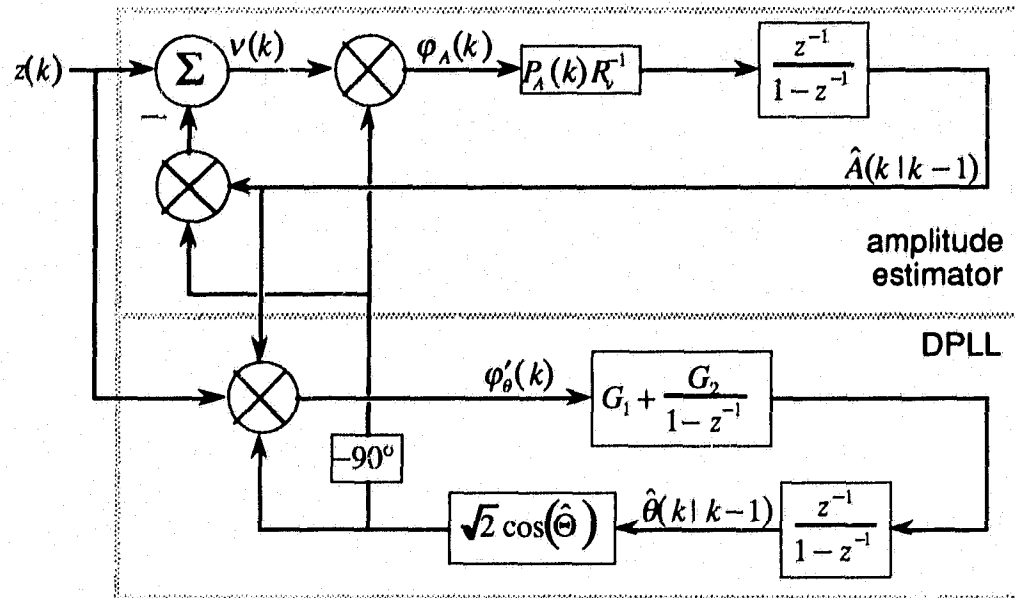 z(k)
Σ
ν(k)
φ_A(k)
P_A(k) R_ν^{-1}
z^{-1}
1 − z^{-1}
−
Â(k | k−1)
amplitude
estimator
DPLL
φ′_θ(k)
G_1 + G_2
1 − z^{-1}
−90°
√2 cos(Θ̂)
θ̂(k | k−1)
z^{-1}
1 − z^{-1}